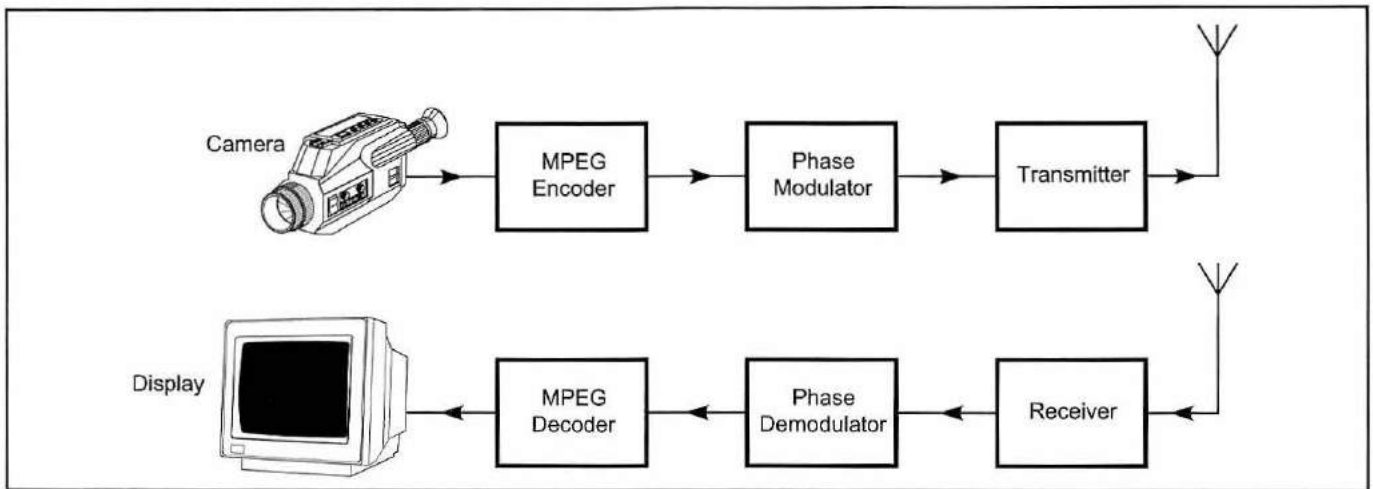 Camera
MPEG
Encoder
Phase
Modulator
Transmitter
Display
MPEG
Decoder
Phase
Demodulator
Receiver